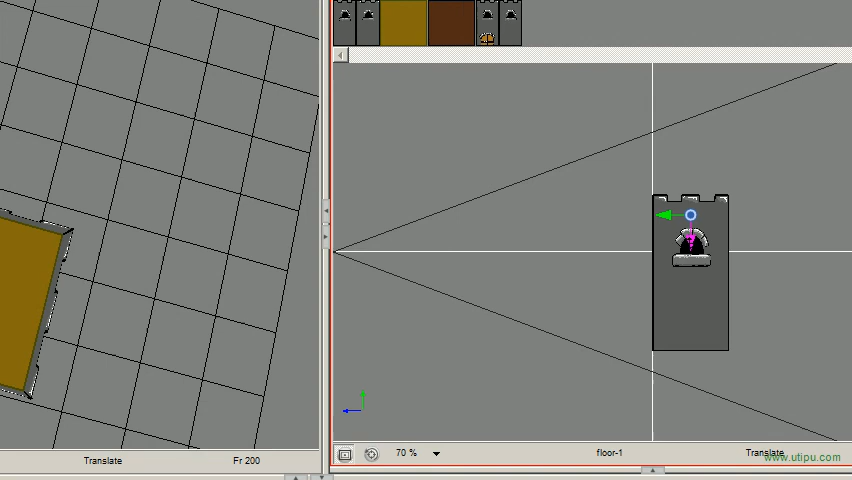 70 %
floor-1
Translate
www.utipu.com
Translate
Fr 200